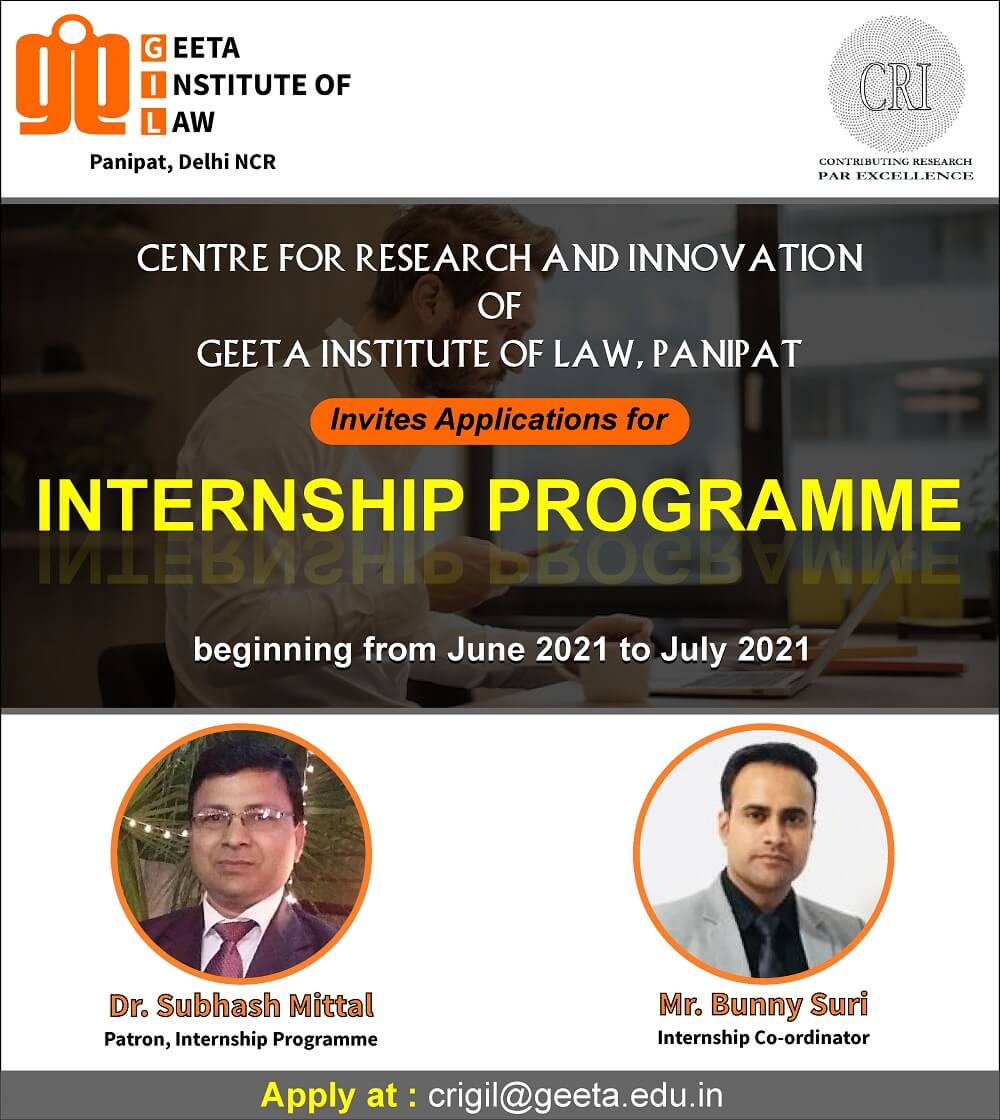 GEETA
INSTITUTE OF
LAW
Panipat, Delhi NCR
CRI
CONTRIBUTING RESEARCH
PAR EXCELLENCE
CENTRE FOR RESEARCH AND INNOVATION
OF
GEETA INSTITUTE OF LAW, PANIPAT
Invites Applications for
INTERNSHIP PROGRAMME
beginning from June 2021 to July 2021
Dr. Subhash Mittal
Patron, Internship Programme
Mr. Bunny Suri
Internship Co-ordinator
Apply at : crigil@geeta.edu.in